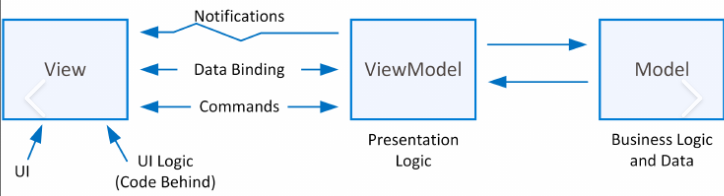 Notifications
View
Data Binding
ViewModel
Model
Commands
UI
UI Logic
(Code Behind)
Presentation
Logic
Business Logic
and Data